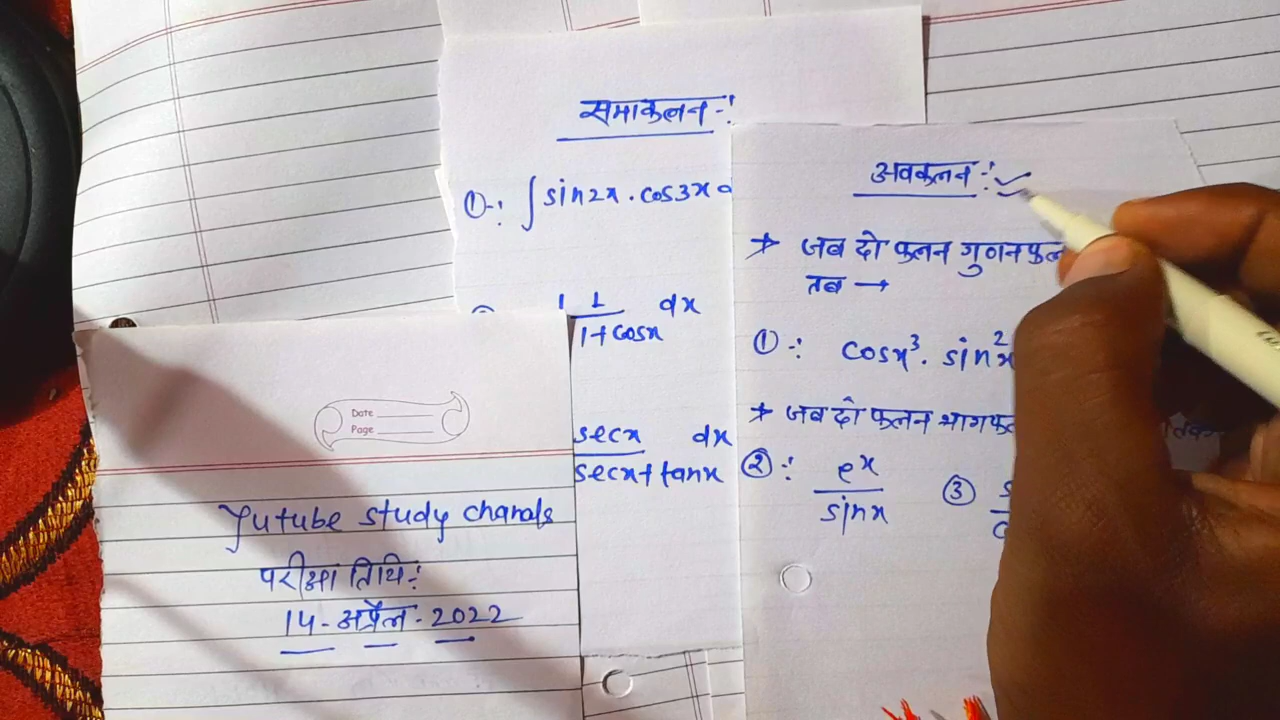 समाकलन -:
①-: ∫ sin2x . cos3x
1/1+cosx dx
secx/secx+tanx dx
अवकलन -:
* जब दो फलन गुणनफल
तब →
①-: cosx³. sinx²
* जब दो फलन
②-: eˣ/sinx ③
Date
Page
Yutube study chanals
परीक्षा तिथि-:
14 - अप्रैल - 2022